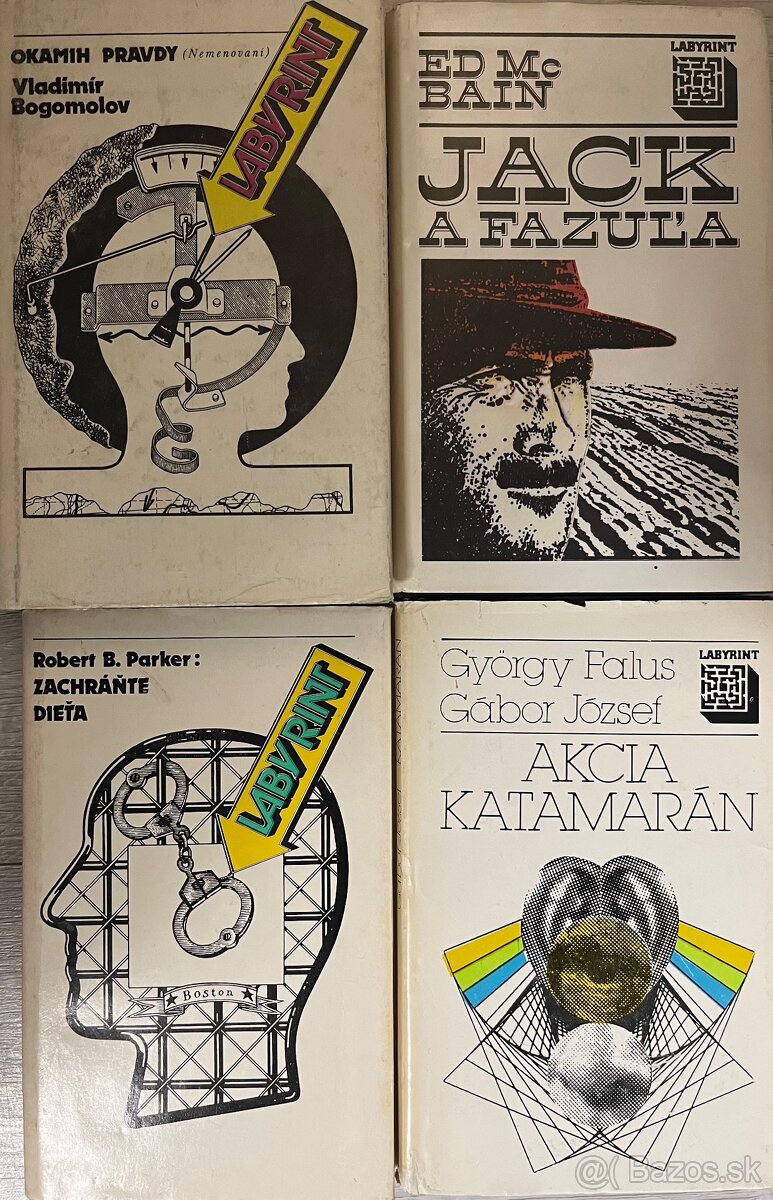 OKAMIH PRAVDY (Nemenovaní)
Vladimír
Bogomolov
LABYRINT
ED Mc
BAIN
LABYRINT
JACK
A FAZUĽA
Robert B. Parker:
ZACHRÁŇTE
DIEŤA
LABYRINT
Boston
György Falus
Gábor József
LABYRINT
AKCIA
KATAMARÁN
@( Bazos.sk